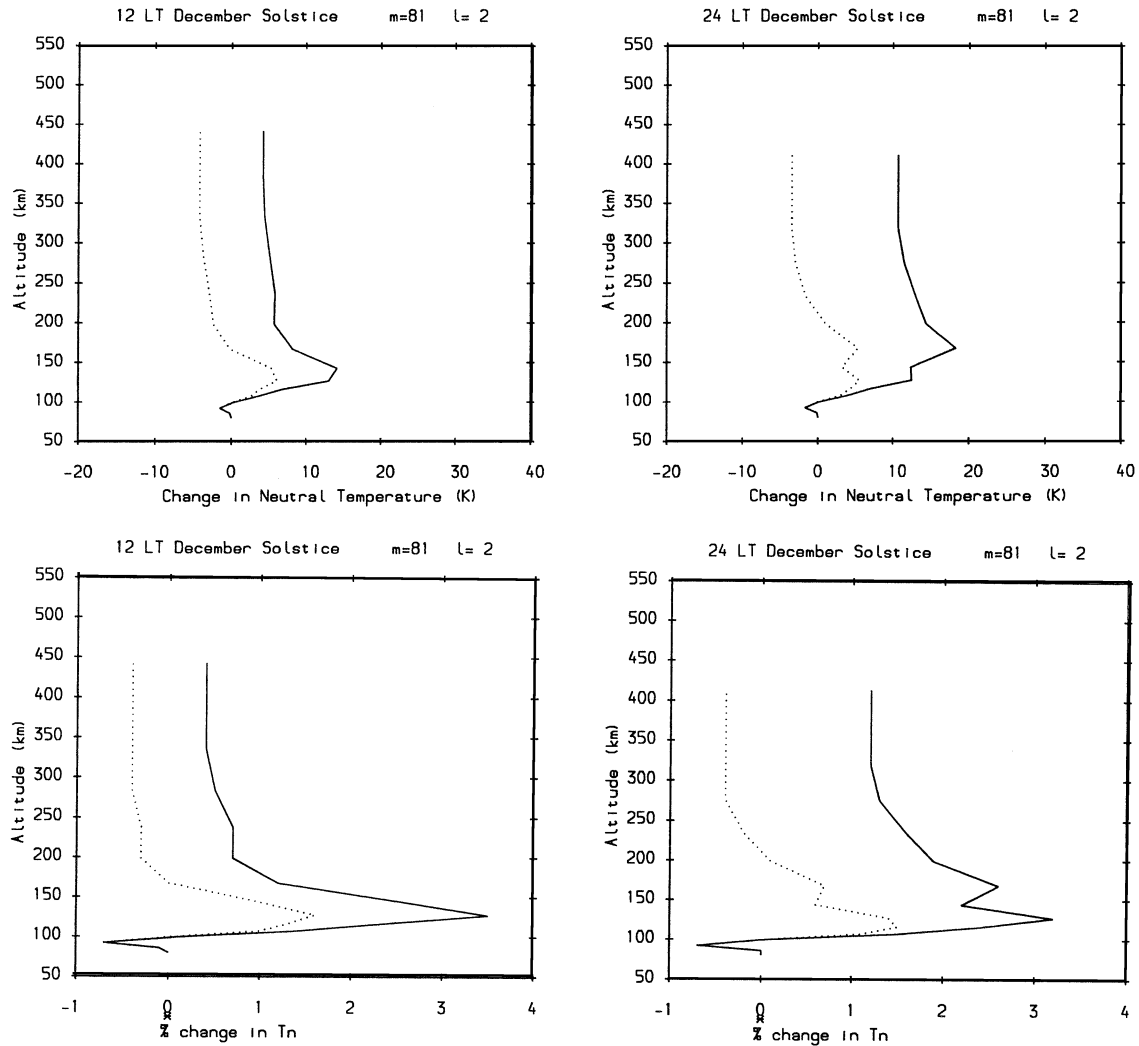 12 LT December Solstice m=81 l= 2
550
500
450
400
350
300
250
200
150
100
50
Altitude (km)
-20 -10 0 10 20 30 40
Change in Neutral Temperature (K)
24 LT December Solstice m=81 l= 2
550
500
450
400
350
300
250
200
150
100
50
Altitude (km)
-20 -10 0 10 20 30 40
Change in Neutral Temperature (K)
12 LT December Solstice m=81 l= 2
550
500
450
400
350
300
250
200
150
100
50
Altitude (km)
-1 0 1 2 3 4
% change in Tn
24 LT December Solstice m=81 l= 2
550
500
450
400
350
300
250
200
150
100
50
Altitude (km)
-1 0 1 2 3 4
% change in Tn